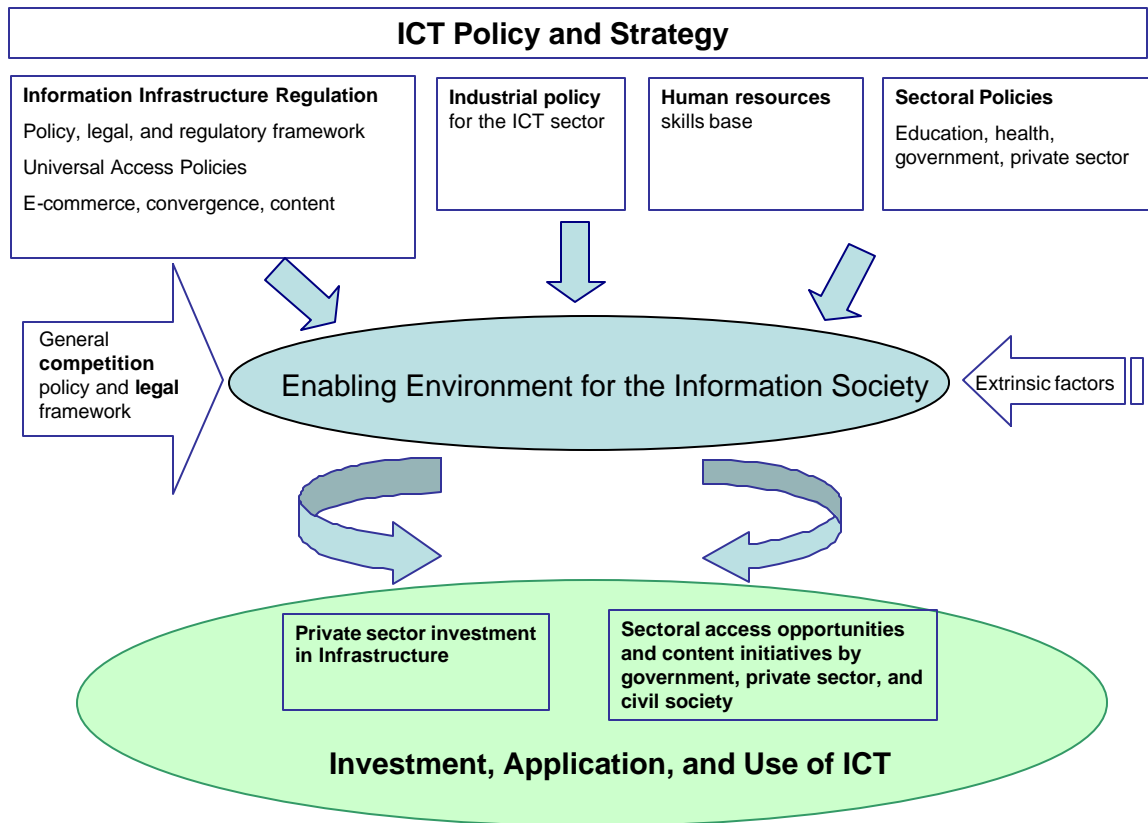 ICT Policy and Strategy
Information Infrastructure Regulation
Policy, legal, and regulatory framework
Universal Access Policies
E-commerce, convergence, content
Industrial policy
for the ICT sector
Human resources
skills base
Sectoral Policies
Education, health,
government, private sector
General
competition
policy and legal
framework
Enabling Environment for the Information Society
Extrinsic factors
Private sector investment
in Infrastructure
Sectoral access opportunities
and content initiatives by
government, private sector, and
civil society
Investment, Application, and Use of ICT